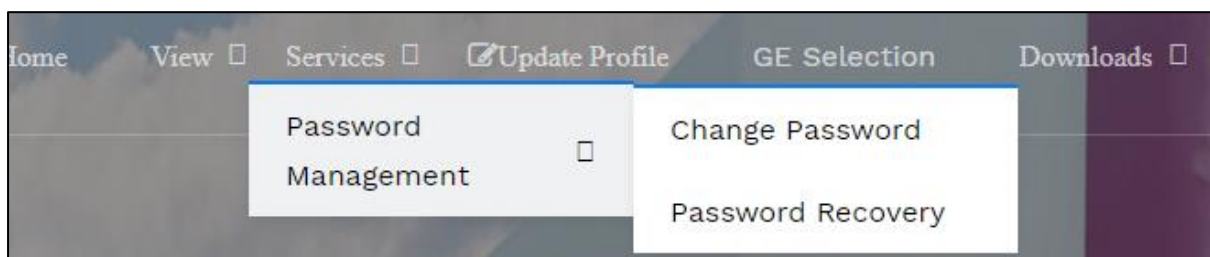 Home View Services Update Profile GE Selection Downloads
Password
Management
Change Password
Password Recovery